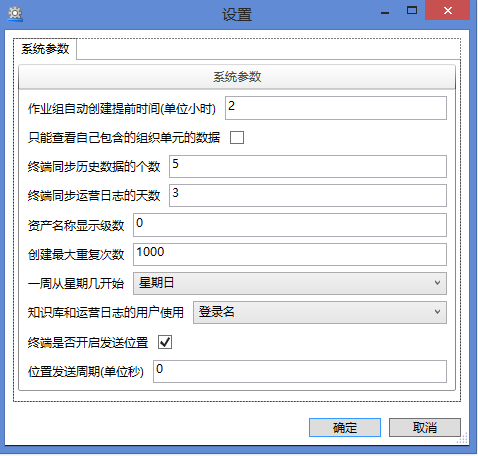 设置
系统参数
系统参数
作业组自动创建提前时间(单位小时) 2
只能查看自己包含的组织单元的数据
终端同步历史数据的个数 5
终端同步运营日志的天数 3
资产名称显示级数 0
创建最大重复次数 1000
一周从星期几开始 星期日
知识库和运营日志的用户使用 登录名
终端是否开启发送位置
位置发送周期(单位秒) 0
确定 取消